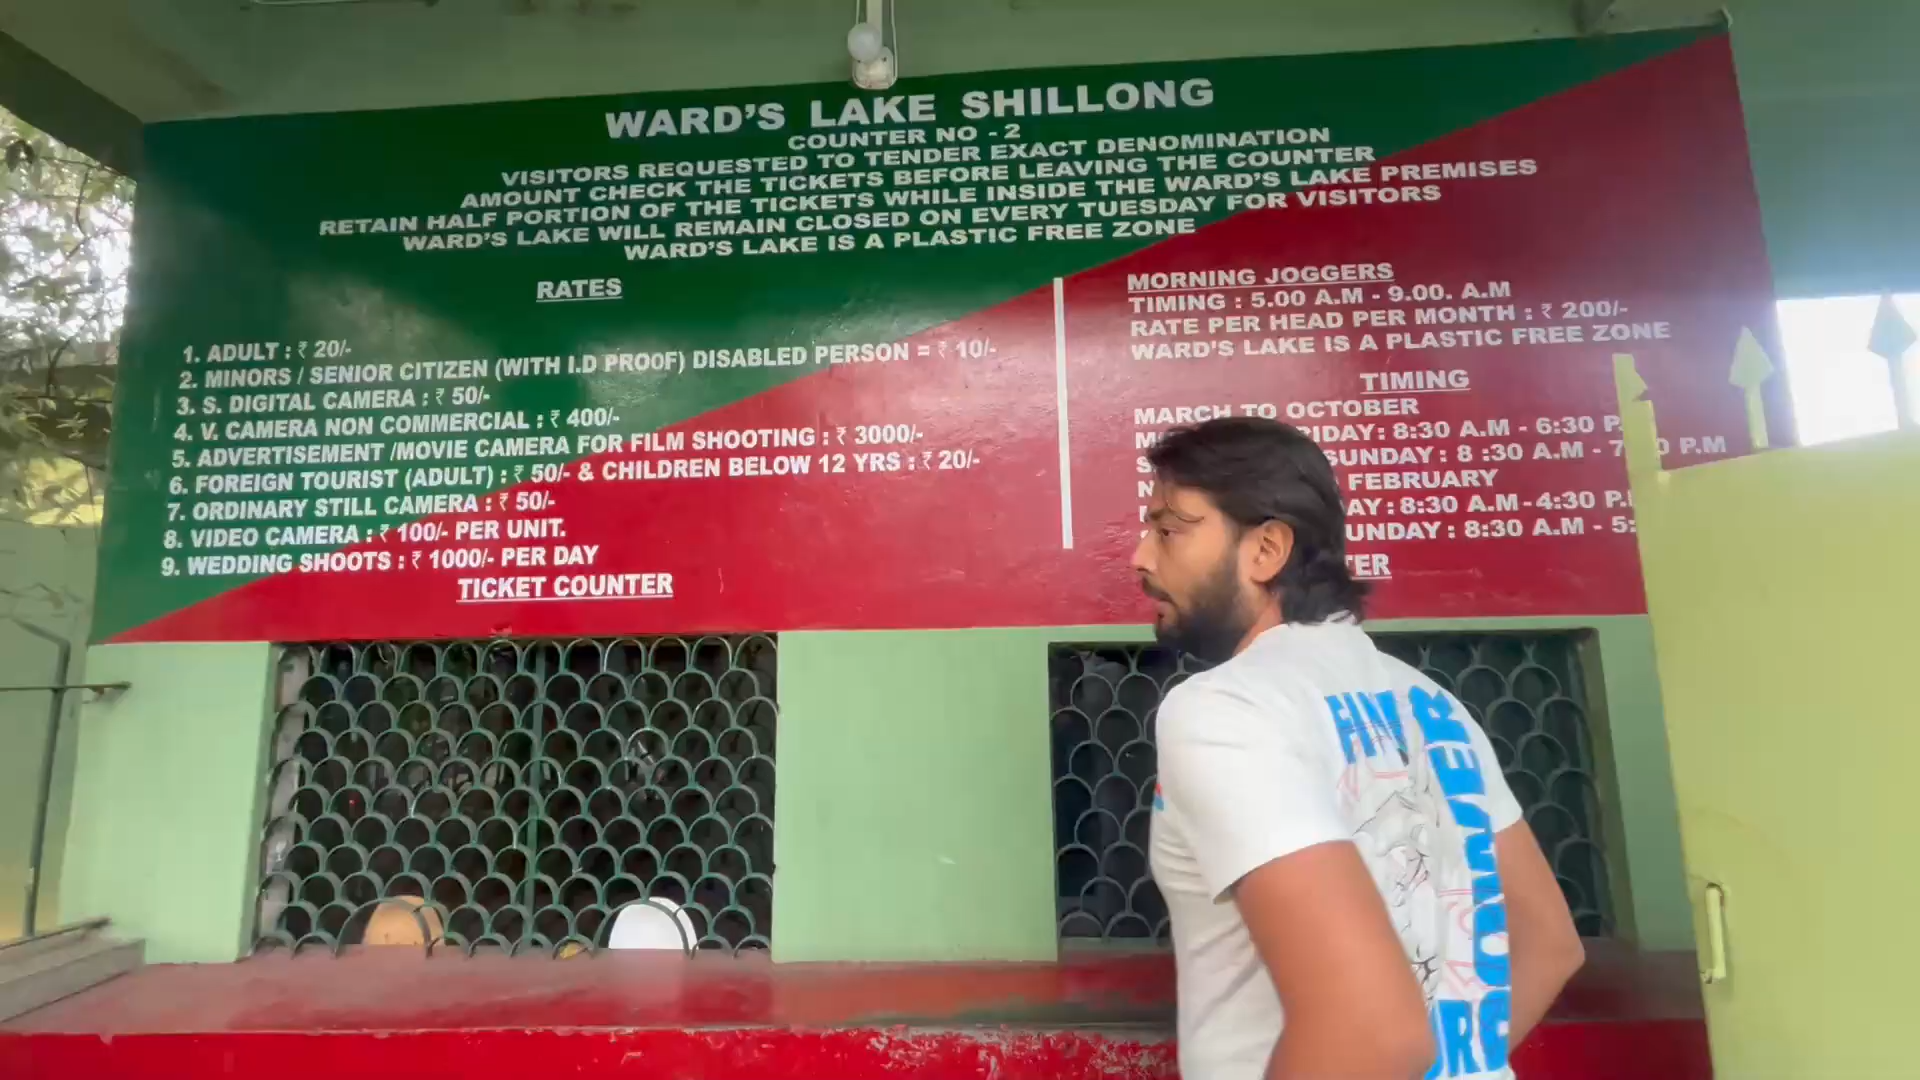 WARD'S LAKE SHILLONG
COUNTER NO - 2
VISITORS REQUESTED TO TENDER EXACT DENOMINATION
AMOUNT CHECK THE TICKETS BEFORE LEAVING THE COUNTER
RETAIN HALF PORTION OF THE TICKETS WHILE INSIDE THE WARD'S LAKE PREMISES
WARD'S LAKE WILL REMAIN CLOSED ON EVERY TUESDAY FOR VISITORS
WARD'S LAKE IS A PLASTIC FREE ZONE
RATES
1. ADULT : ₹ 20/-
2. MINORS / SENIOR CITIZEN (WITH I.D PROOF) DISABLED PERSON = ₹ 10/-
3. S. DIGITAL CAMERA : ₹ 50/-
4. V. CAMERA NON COMMERCIAL : ₹ 400/-
5. ADVERTISEMENT /MOVIE CAMERA FOR FILM SHOOTING : ₹ 3000/-
6. FOREIGN TOURIST (ADULT) : ₹ 50/- & CHILDREN BELOW 12 YRS : ₹ 20/-
7. ORDINARY STILL CAMERA : ₹ 50/-
8. VIDEO CAMERA : ₹ 100/- PER UNIT.
9. WEDDING SHOOTS : ₹ 1000/- PER DAY
TICKET COUNTER
MORNING JOGGERS
TIMING : 5.00 A.M - 9.00. A.M
RATE PER HEAD PER MONTH : ₹ 200/-
WARD'S LAKE IS A PLASTIC FREE ZONE
TIMING
MARCH TO OCTOBER
8:30 A.M - 6:30
SUNDAY : 8 :30 A.M - P.M
FEBRUARY
8:30 A.M - 4:30
8:30 A.M -